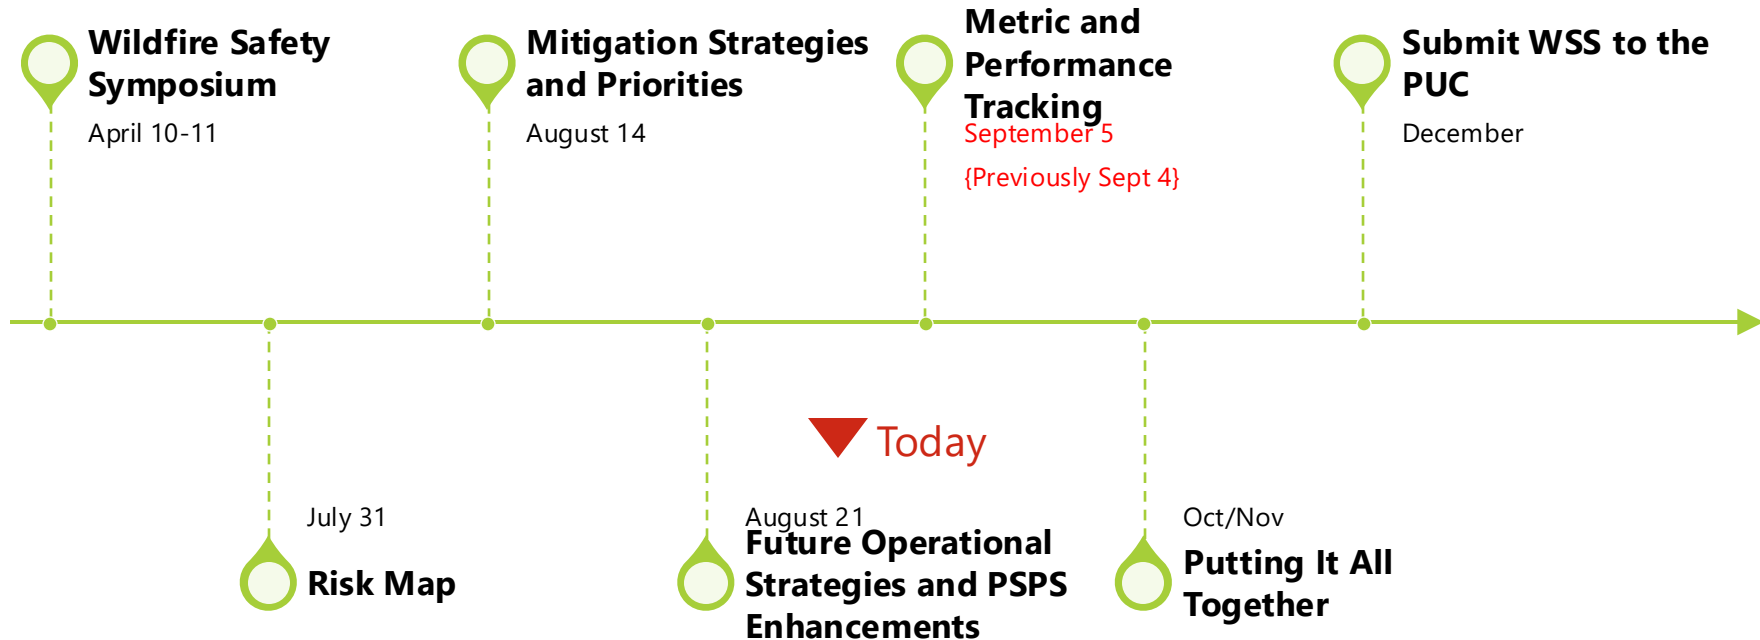 Wildfire Safety
Symposium
April 10-11
Mitigation Strategies
and Priorities
August 14
Metric and
Performance
Tracking
September 5
{Previously Sept 4}
Submit WSS to the
PUC
December
Today
July 31
Risk Map
August 21
Future Operational
Strategies and PSPS
Enhancements
Oct/Nov
Putting It All
Together